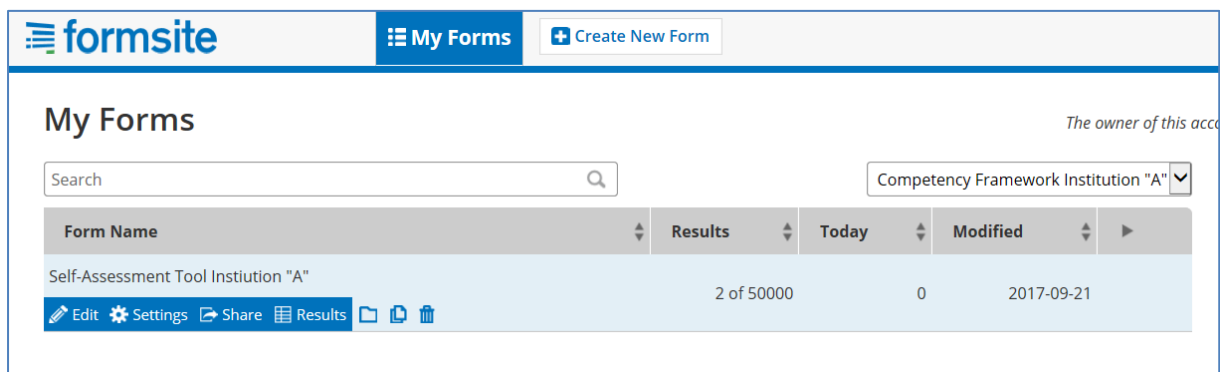 formsite My Forms Create New Form
My Forms
The owner of this acco
Search Competency Framework Institution "A"
Form Name Results Today Modified
Self-Assessment Tool Instiution "A"
2 of 50000 0 2017-09-21
Edit Settings Share Results